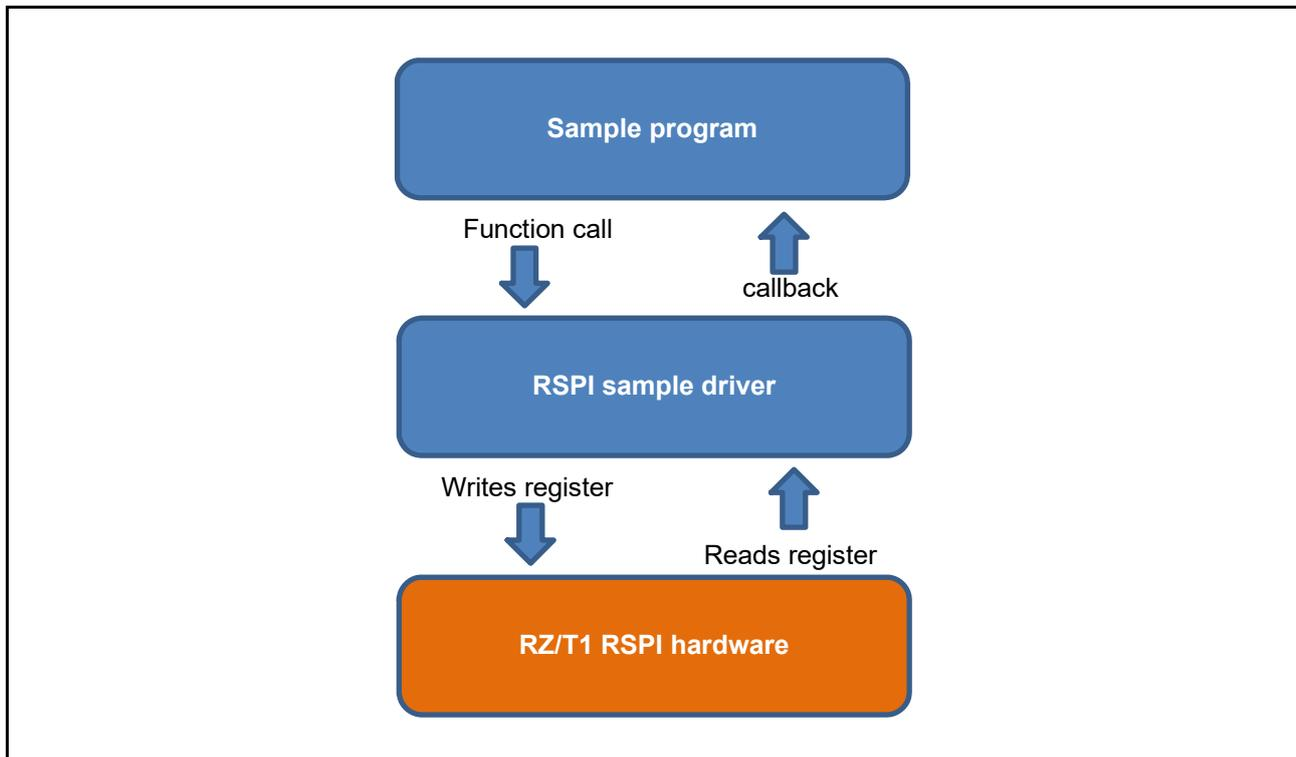 Sample program
Function call
callback
RSPI sample driver
Writes register
Reads register
RZ/T1 RSPI hardware